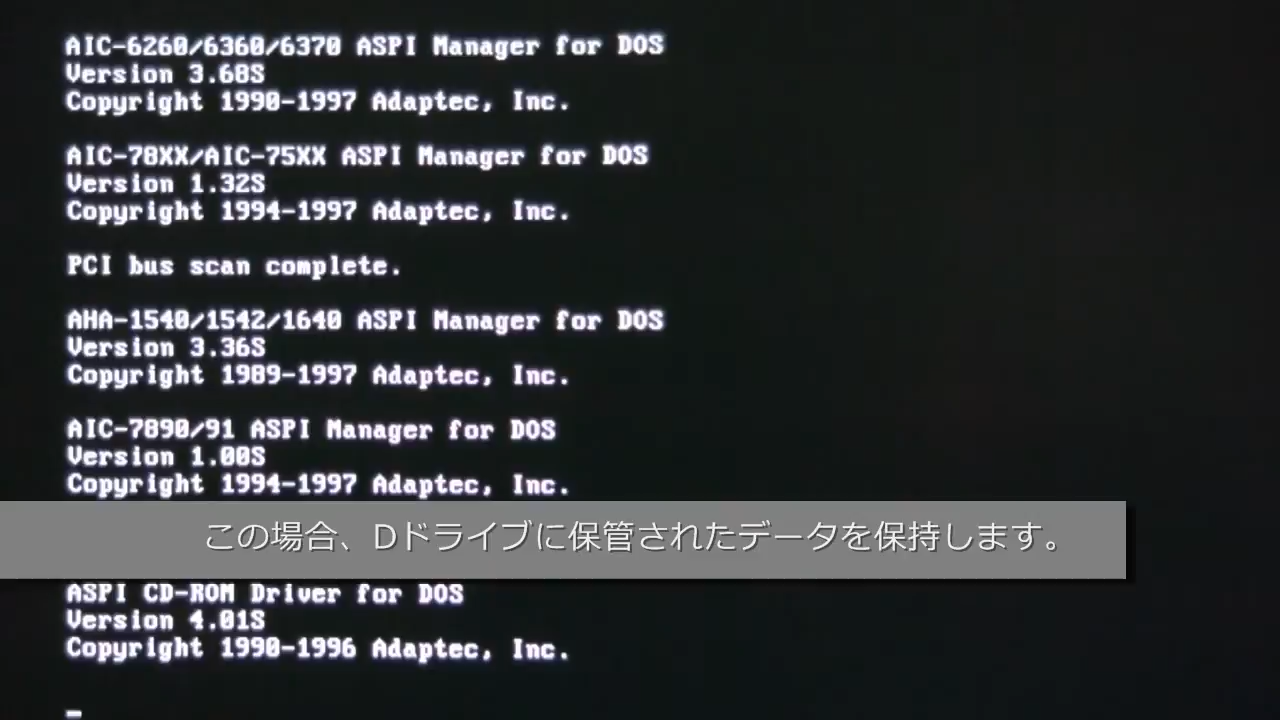 AIC-6260/6360/6370 ASPI Manager for DOS
Version 3.68S
Copyright 1990-1997 Adaptec, Inc.
AIC-78XX/AIC-75XX ASPI Manager for DOS
Version 1.32S
Copyright 1994-1997 Adaptec, Inc.
PCI bus scan complete.
AHA-1540/1542/1640 ASPI Manager for DOS
Version 3.36S
Copyright 1989-1997 Adaptec, Inc.
AIC-7890/91 ASPI Manager for DOS
Version 1.00S
Copyright 1994-1997 Adaptec, Inc.
この場合、Dドライブに保管されたデータを保持します。
ASPI CD-ROM Driver for DOS
Version 4.01S
Copyright 1990-1996 Adaptec, Inc.